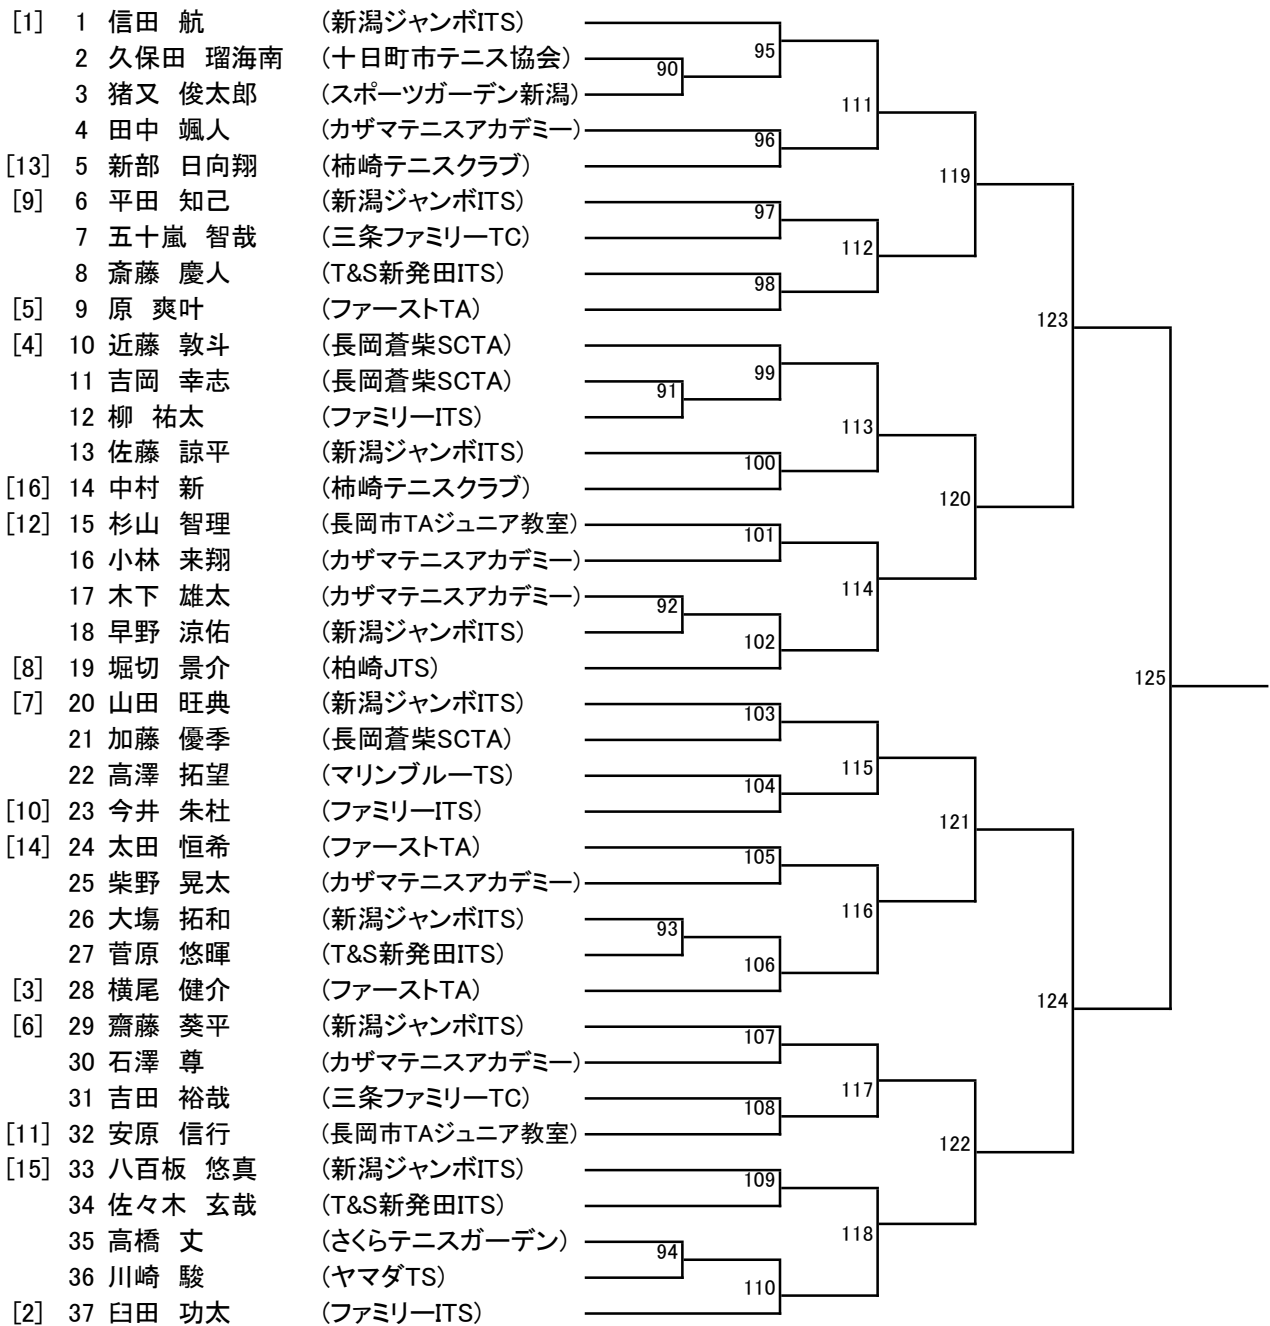 [1] 1 信田 航 (新潟ジャンボITS)
2 久保田 瑠海南 (十日町市テニス協会)
3 猪又 俊太郎 (スポーツガーデン新潟)
4 田中 颯人 (カザマテニスアカデミー)
[13] 5 新部 日向翔 (柿崎テニスクラブ)
[9] 6 平田 知己 (新潟ジャンボITS)
7 五十嵐 智哉 (三条ファミリーTC)
8 斎藤 慶人 (T&S新発田ITS)
[5] 9 原 爽叶 (ファーストTA)
[4] 10 近藤 敦斗 (長岡蒼柴SCTA)
11 吉岡 幸志 (長岡蒼柴SCTA)
12 柳 祐太 (ファミリーITS)
13 佐藤 諒平 (新潟ジャンボITS)
[16] 14 中村 新 (柿崎テニスクラブ)
[12] 15 杉山 智理 (長岡市TAジュニア教室)
16 小林 来翔 (カザマテニスアカデミー)
17 木下 雄太 (カザマテニスアカデミー)
18 早野 涼佑 (新潟ジャンボITS)
[8] 19 堀切 景介 (柏崎JTS)
[7] 20 山田 旺典 (新潟ジャンボITS)
21 加藤 優季 (長岡蒼柴SCTA)
22 高澤 拓望 (マリンブルーTS)
[10] 23 今井 朱杜 (ファミリーITS)
[14] 24 太田 恒希 (ファーストTA)
25 柴野 晃太 (カザマテニスアカデミー)
26 大塲 拓和 (新潟ジャンボITS)
27 菅原 悠暉 (T&S新発田ITS)
[3] 28 横尾 健介 (ファーストTA)
[6] 29 齋藤 葵平 (新潟ジャンボITS)
30 石澤 尊 (カザマテニスアカデミー)
31 吉田 裕哉 (三条ファミリーTC)
[11] 32 安原 信行 (長岡市TAジュニア教室)
[15] 33 八百板 悠真 (新潟ジャンボITS)
34 佐々木 玄哉 (T&S新発田ITS)
35 高橋 丈 (さくらテニスガーデン)
36 川崎 駿 (ヤマダTS)
[2] 37 臼田 功太 (ファミリーITS)
90
91
92
93
94
95
96
97
98
99
100
101
102
103
104
105
106
107
108
109
110
111
112
113
114
115
116
117
118
119
120
121
122
123
124
125